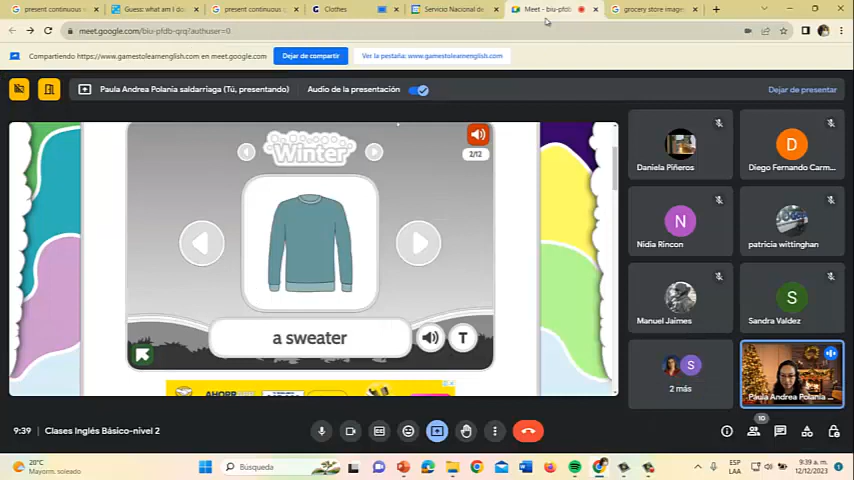 present continuous
Guess: what am I do
present continuous
Clothes
Servicio Nacional de
Meet - biu-pfdb
grocery store image
meet.google.com/biu-pfdb-qrq?authuser=0
Compartiendo https://www.gamestolearnenglish.com en meet.google.com
Dejar de compartir
Ver la pestaña: www.gamestolearnenglish.com
Paula Andrea Polanía saldarriaga (Tú, presentando)
Audio de la presentación
Dejar de presentar
Winter
2/12
a sweater
T
AHORR
Daniela Piñeros
D
Diego Fernando Carm...
N
Nidia Rincon
patricia wittinghan
Manuel Jaimes
S
Sandra Valdez
S
2 más
Paula Andrea Polanía ...
9:39
Clases Inglés Básico-nivel 2
10
20°C
Mayorm. soleado
Búsqueda
ESP
LAA
9:39 a. m.
12/12/2023